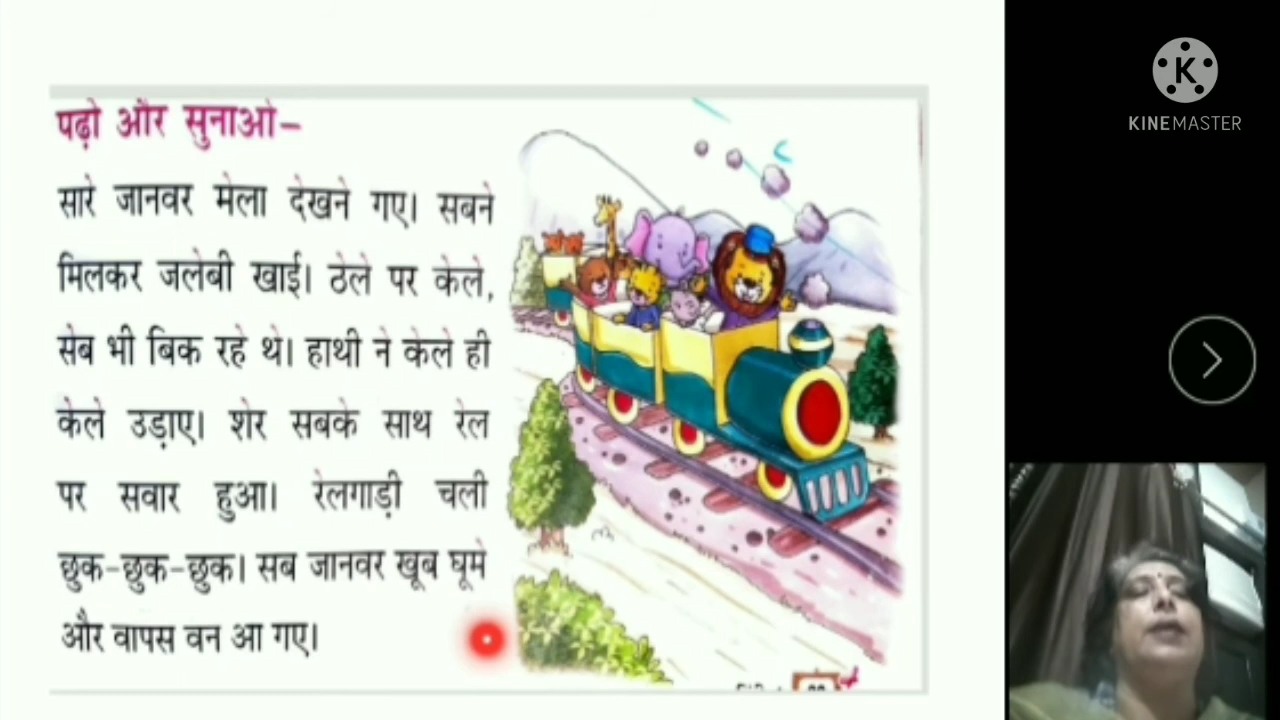 पढ़ो और सुनाओ–
सारे जानवर मेला देखने गए। सबने
मिलकर जलेबी खाई। ठेले पर केले,
सेब भी बिक रहे थे। हाथी ने केले ही
केले उड़ाए। शेर सबके साथ रेल
पर सवार हुआ। रेलगाड़ी चली
छुक-छुक-छुक। सब जानवर खूब घूमे
और वापस वन आ गए।
K
KINEMASTER